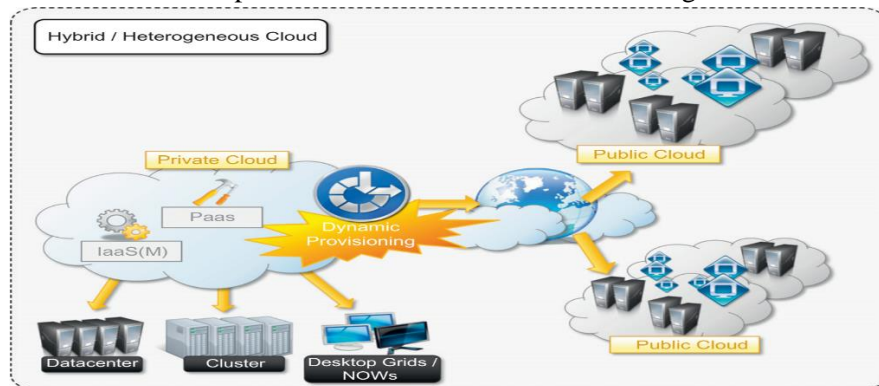 Hybrid / Heterogeneous Cloud
Private Cloud
PaaS
IaaS(M)
Dynamic
Provisioning
Public Cloud
Public Cloud
Datacenter
Cluster
Desktop Grids /
NOWs